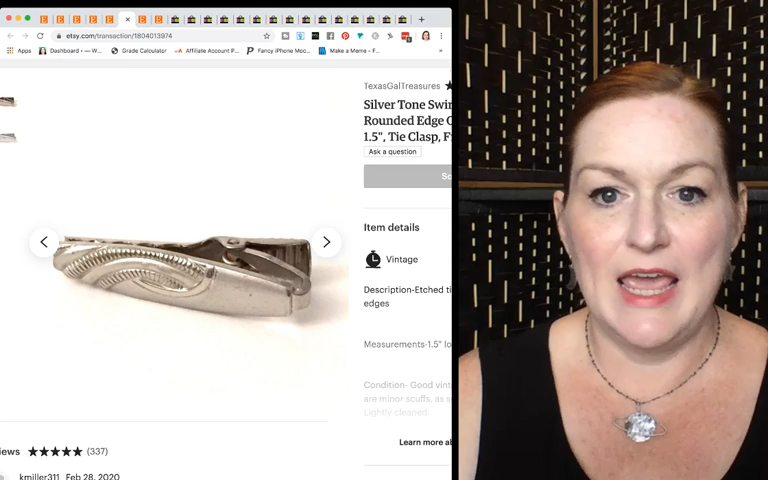 etsy.com/transaction/1804013974
Apps
Dashboard ‹ — W...
Grade Calculator
Affiliate Account P...
Fancy iPhone Moc...
Make a Meme - F...
TexasGalTreasures ★
Silver Tone Swi
Rounded Edge
1.5", Tie Clasp, F
Ask a question
So
Item details
Vintage
Description-Etched ti
edges
Measurements-1.5" lo
Condition- Good vint
are minor scuffs, as s
Lightly cleaned.
Learn more ab
iews ★★★★★ (337)
kmiller311 Feb 28, 2020